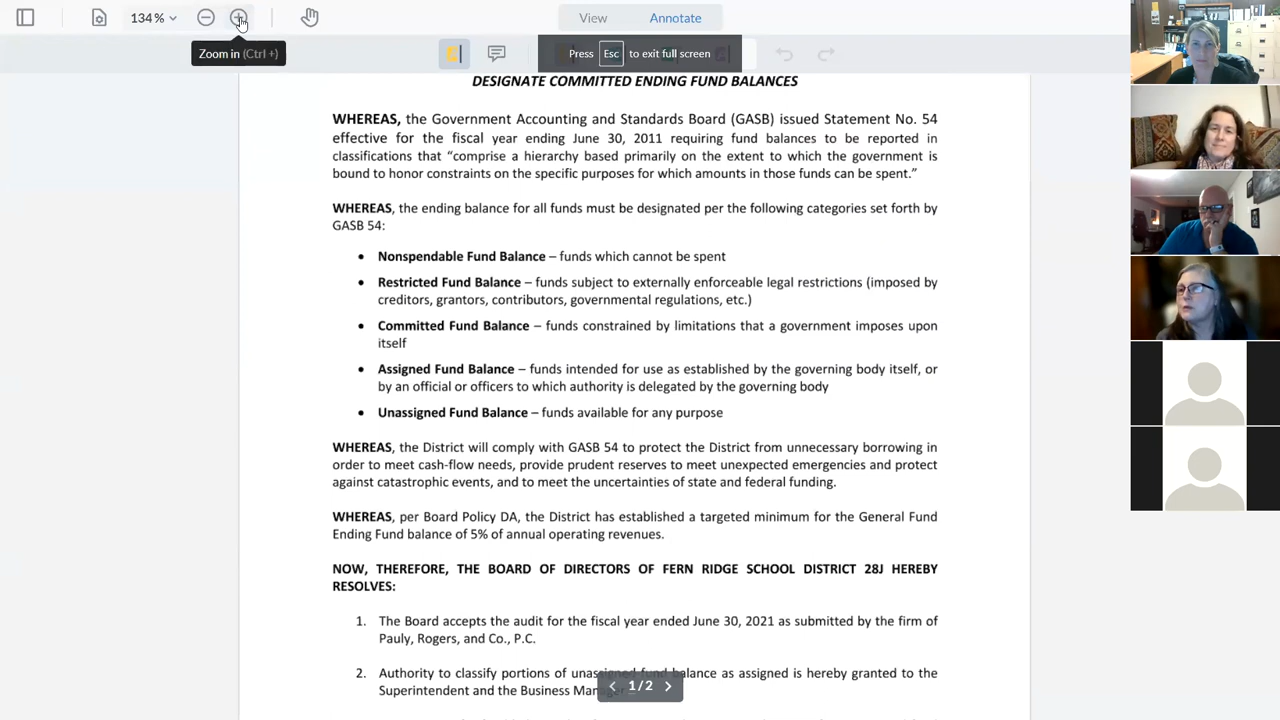 134 %
View
Annotate
Zoom in (Ctrl +)
Press Esc to exit full screen
DESIGNATE COMMITTED ENDING FUND BALANCES
WHEREAS, the Government Accounting and Standards Board (GASB) issued Statement No. 54
effective for the fiscal year ending June 30, 2011 requiring fund balances to be reported in
classifications that “comprise a hierarchy based primarily on the extent to which the government is
bound to honor constraints on the specific purposes for which amounts in those funds can be spent.”
WHEREAS, the ending balance for all funds must be designated per the following categories set forth by
GASB 54:
• Nonspendable Fund Balance – funds which cannot be spent
• Restricted Fund Balance – funds subject to externally enforceable legal restrictions (imposed by
creditors, grantors, contributors, governmental regulations, etc.)
• Committed Fund Balance – funds constrained by limitations that a government imposes upon
itself
• Assigned Fund Balance – funds intended for use as established by the governing body itself, or
by an official or officers to which authority is delegated by the governing body
• Unassigned Fund Balance – funds available for any purpose
WHEREAS, the District will comply with GASB 54 to protect the District from unnecessary borrowing in
order to meet cash-flow needs, provide prudent reserves to meet unexpected emergencies and protect
against catastrophic events, and to meet the uncertainties of state and federal funding.
WHEREAS, per Board Policy DA, the District has established a targeted minimum for the General Fund
Ending Fund balance of 5% of annual operating revenues.
NOW, THEREFORE, THE BOARD OF DIRECTORS OF FERN RIDGE SCHOOL DISTRICT 28J HEREBY
RESOLVES:
1. The Board accepts the audit for the fiscal year ended June 30, 2021 as submitted by the firm of
Pauly, Rogers, and Co., P.C.
2. Authority to classify portions of unassigned fund balance as assigned is hereby granted to the
Superintendent and the Business Manager
1/2